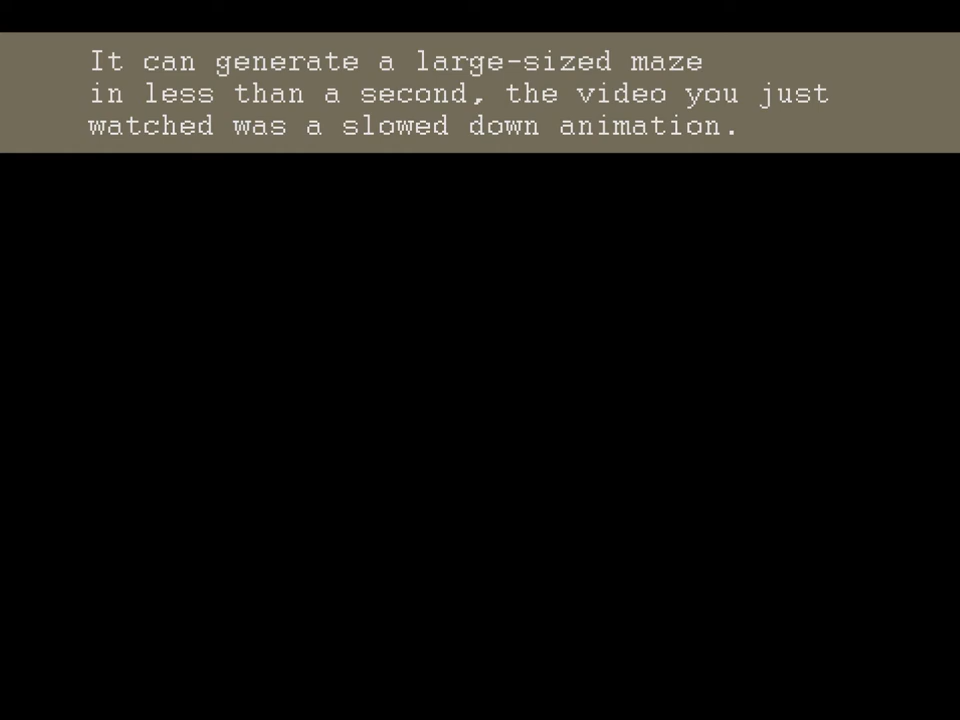 It can generate a large-sized maze
in less than a second, the video you just
watched was a slowed down animation.